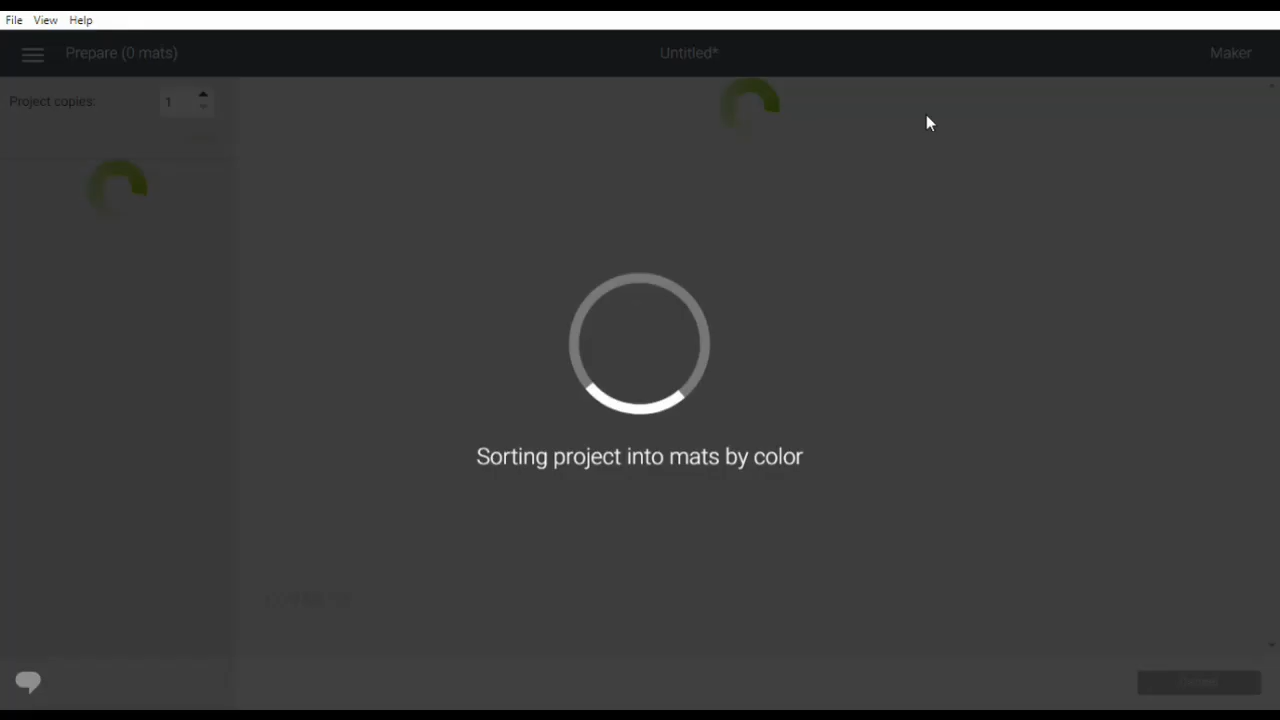 File View Help
Prepare (0 mats) Untitled* Maker
Project copies: 1
Sorting project into mats by color